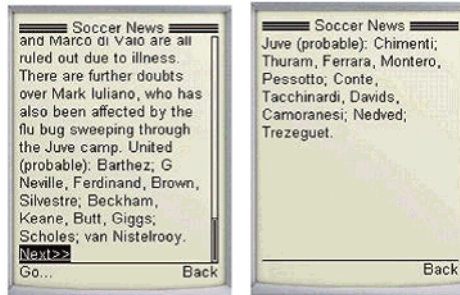 Soccer News
and Marco di Vaio are all
ruled out due to illness.
There are further doubts
over Mark Iuliano, who has
also been affected by the
flu bug sweeping through
the Juve camp. United
(probable): Barthez; G
Neville, Ferdinand, Brown,
Silvestre; Beckham,
Keane, Butt, Giggs;
Scholes; van Nistelrooy.
Next>>
Go... Back
Soccer News
Juve (probable): Chimenti;
Thuram, Ferrara, Montero,
Pessotto; Conte,
Tacchinardi, Davids,
Camoranesi; Nedved;
Trezeguet.
Back